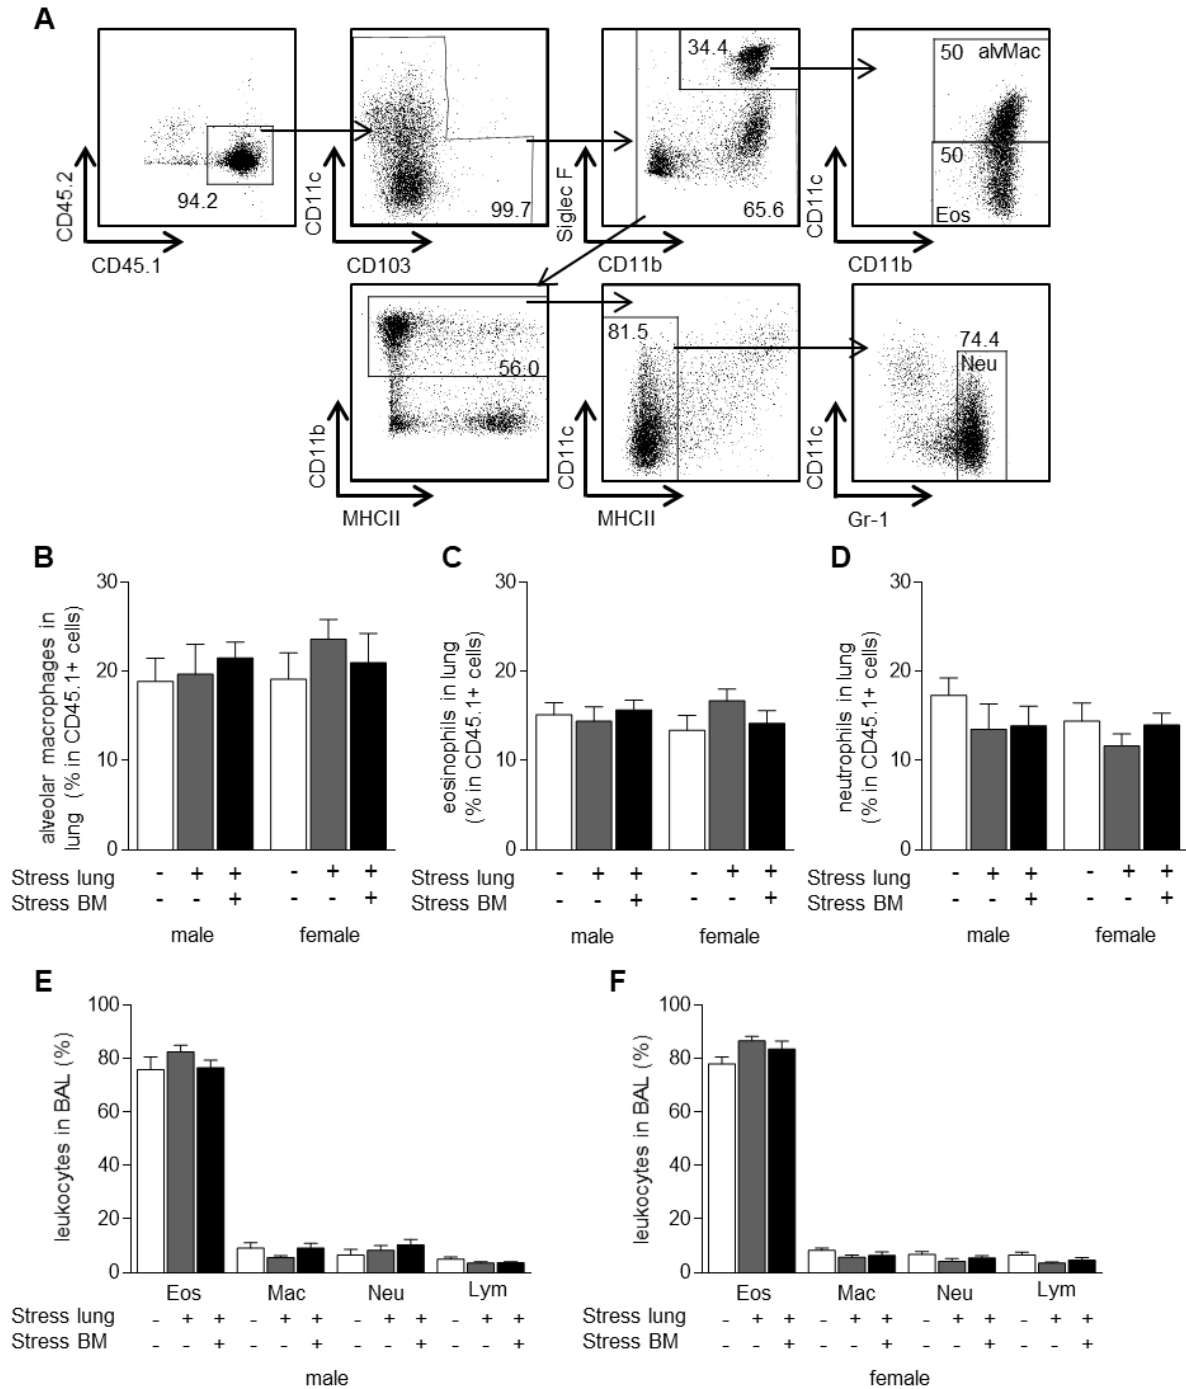 A
CD45.2
94.2
CD45.1
CD11c
99.7
CD103
Siglec F
34.4
65.6
CD11b
CD11c
50 alvMac
50
Eos
CD11b
CD11b
56.0
MHCII
CD11c
81.5
MHCII
CD11c
74.4
Neu
Gr-1
B
alveolar macrophages in
lung (% in CD45.1+ cells)
30
20
10
0
Stress lung - + + - + +
Stress BM - - + - - +
male female
C
eosinophils in lung
(% in CD45.1+ cells)
30
20
10
0
Stress lung - + + - + +
Stress BM - - + - - +
male female
D
neutrophils in lung
(% in CD45.1+ cells)
30
20
10
0
Stress lung - + + - + +
Stress BM - - + - - +
male female
E
leukocytes in BAL (%)
100
80
60
40
20
0
Eos Mac Neu Lym
Stress lung - + + - + + - + + - + +
Stress BM - - + - - + - - + - - +
male
F
leukocytes in BAL (%)
100
80
60
40
20
0
Eos Mac Neu Lym
Stress lung - + + - + + - + + - + +
Stress BM - - + - - + - - + - - +
female